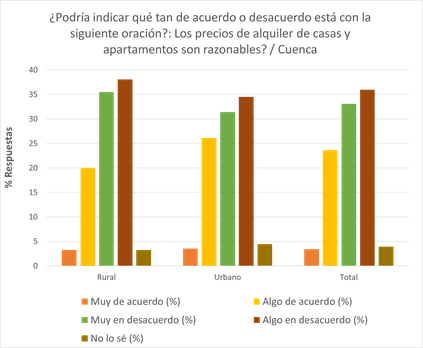 ¿Podría indicar qué tan de acuerdo o desacuerdo está con la
siguiente oración?: Los precios de alquiler de casas y
apartamentos son razonables? / Cuenca
% Respuestas
40
35
30
25
20
15
10
5
0
Rural Urbano Total
Muy de acuerdo (%) Algo de acuerdo (%)
Muy en desacuerdo (%) Algo en desacuerdo (%)
No lo sé (%)